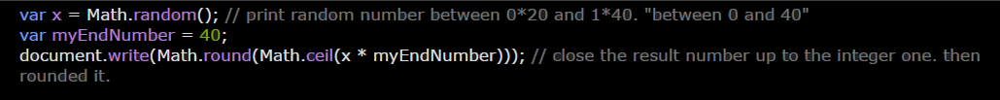 var x = Math.random(); // print random number between 0*20 and 1*40. "between 0 and 40"
var myEndNumber = 40;
document.write(Math.round(Math.ceil(x * myEndNumber))); // close the result number up to the integer one. then
rounded it.